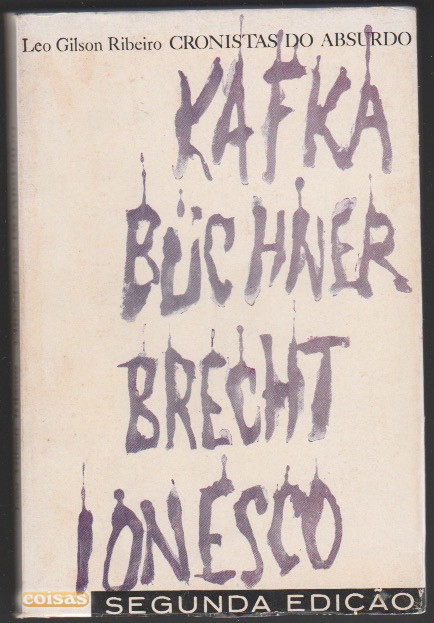 Leo Gilson Ribeiro CRONISTAS DO ABSURDO
KAFKA
BÜCHNER
BRECHT
IONESCO
coisas SEGUNDA EDIÇÃO